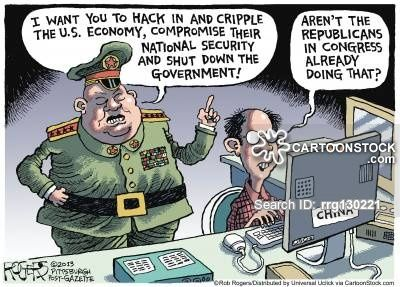 I WANT YOU TO HACK IN AND CRIPPLE
THE U.S. ECONOMY, COMPROMISE THEIR
NATIONAL SECURITY
AND SHUT DOWN THE
GOVERNMENT!
AREN'T THE
REPUBLICANS
IN CONGRESS
ALREADY
DOING THAT?
CARTOONSTOCK
.com
Search ID: rrg130221
CHINA
ROGERS
©2013
PITTSBURGH
POST-GAZETTE
©Rob Rogers/Distributed by Universal Uclick via CartoonStock.com